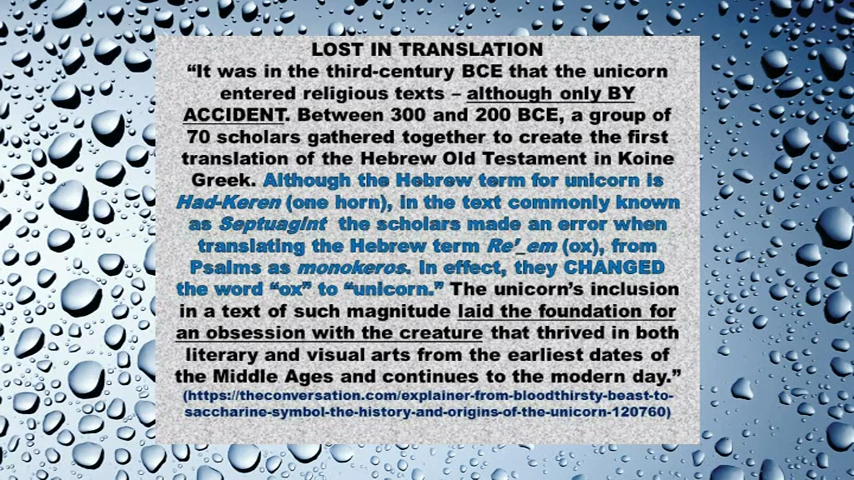 LOST IN TRANSLATION
“It was in the third-century BCE that the unicorn
entered religious texts – although only BY
ACCIDENT. Between 300 and 200 BCE, a group of
70 scholars gathered together to create the first
translation of the Hebrew Old Testament in Koine
Greek. Although the Hebrew term for unicorn is
Had-Keren (one horn), in the text commonly known
as Septuagint the scholars made an error when
translating the Hebrew term Re’_em (ox), from
Psalms as monokeros. In effect, they CHANGED
the word “ox” to “unicorn.” The unicorn’s inclusion
in a text of such magnitude laid the foundation for
an obsession with the creature that thrived in both
literary and visual arts from the earliest dates of
the Middle Ages and continues to the modern day.”
(https://theconversation.com/explainer-from-bloodthirsty-beast-to-
saccharine-symbol-the-history-and-origins-of-the-unicorn-120760)